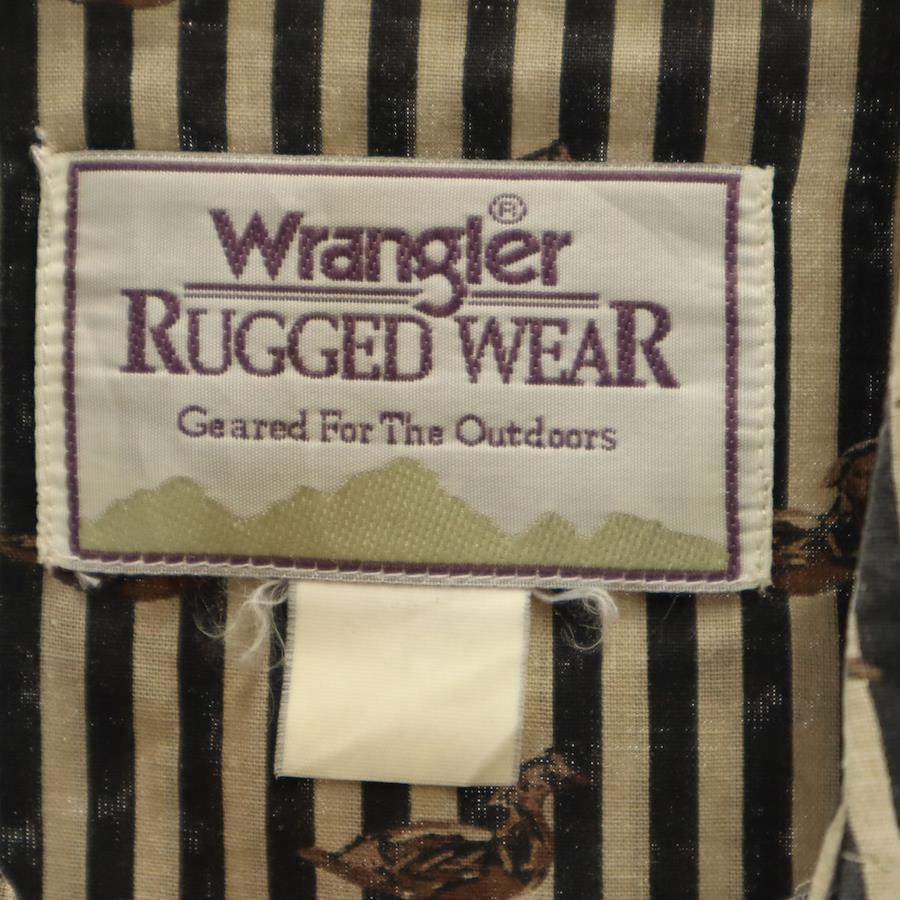 Wrangler®
RUGGED WEAR
Geared For The Outdoors